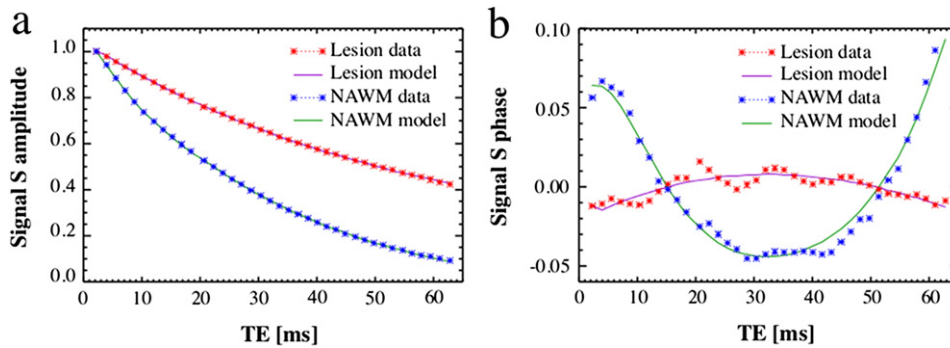 a
1.0
0.8
0.6
0.4
0.2
0.0
Signal S amplitude
Lesion data
Lesion model
NAWM data
NAWM model
0 10 20 30 40 50 60
TE [ms]
b
0.10
0.05
0.00
-0.05
Signal S phase
Lesion data
Lesion model
NAWM data
NAWM model
0 10 20 30 40 50 60
TE [ms]